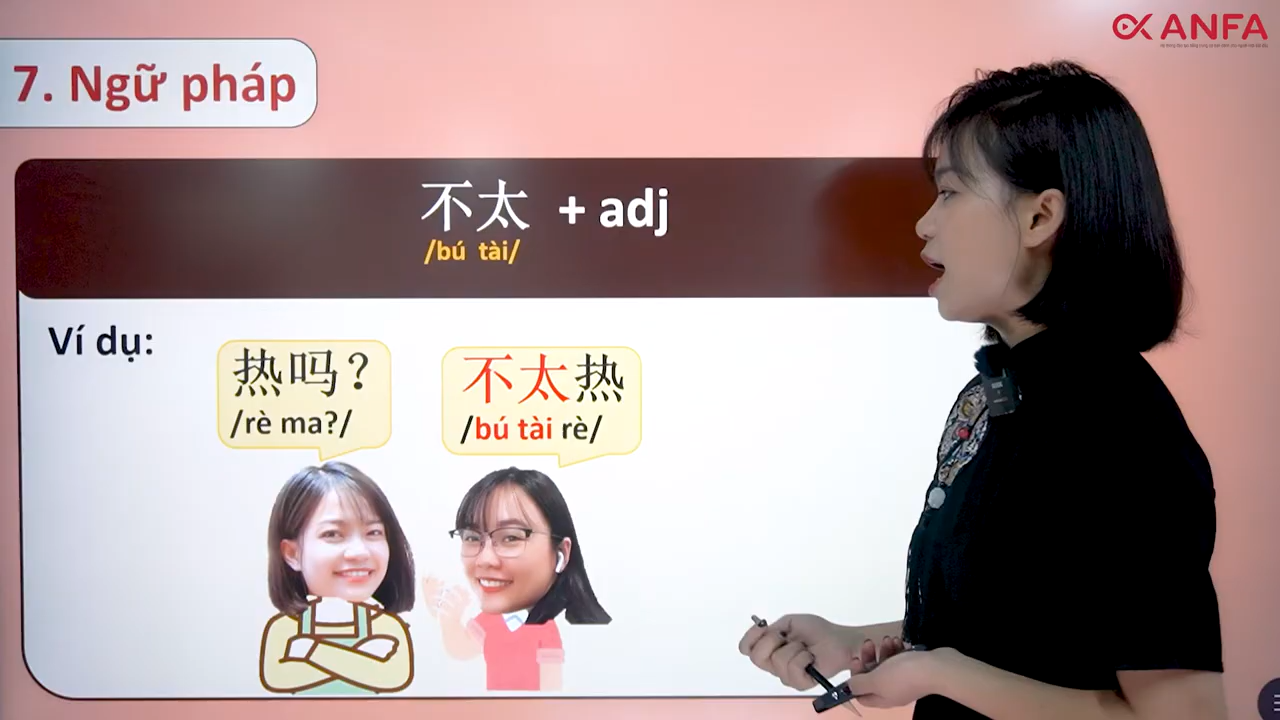 ANFA
7. Ngữ pháp
不太 + adj
/bú tài/
Ví dụ:
热吗？
/rè ma?/
不太热
/bú tài rè/